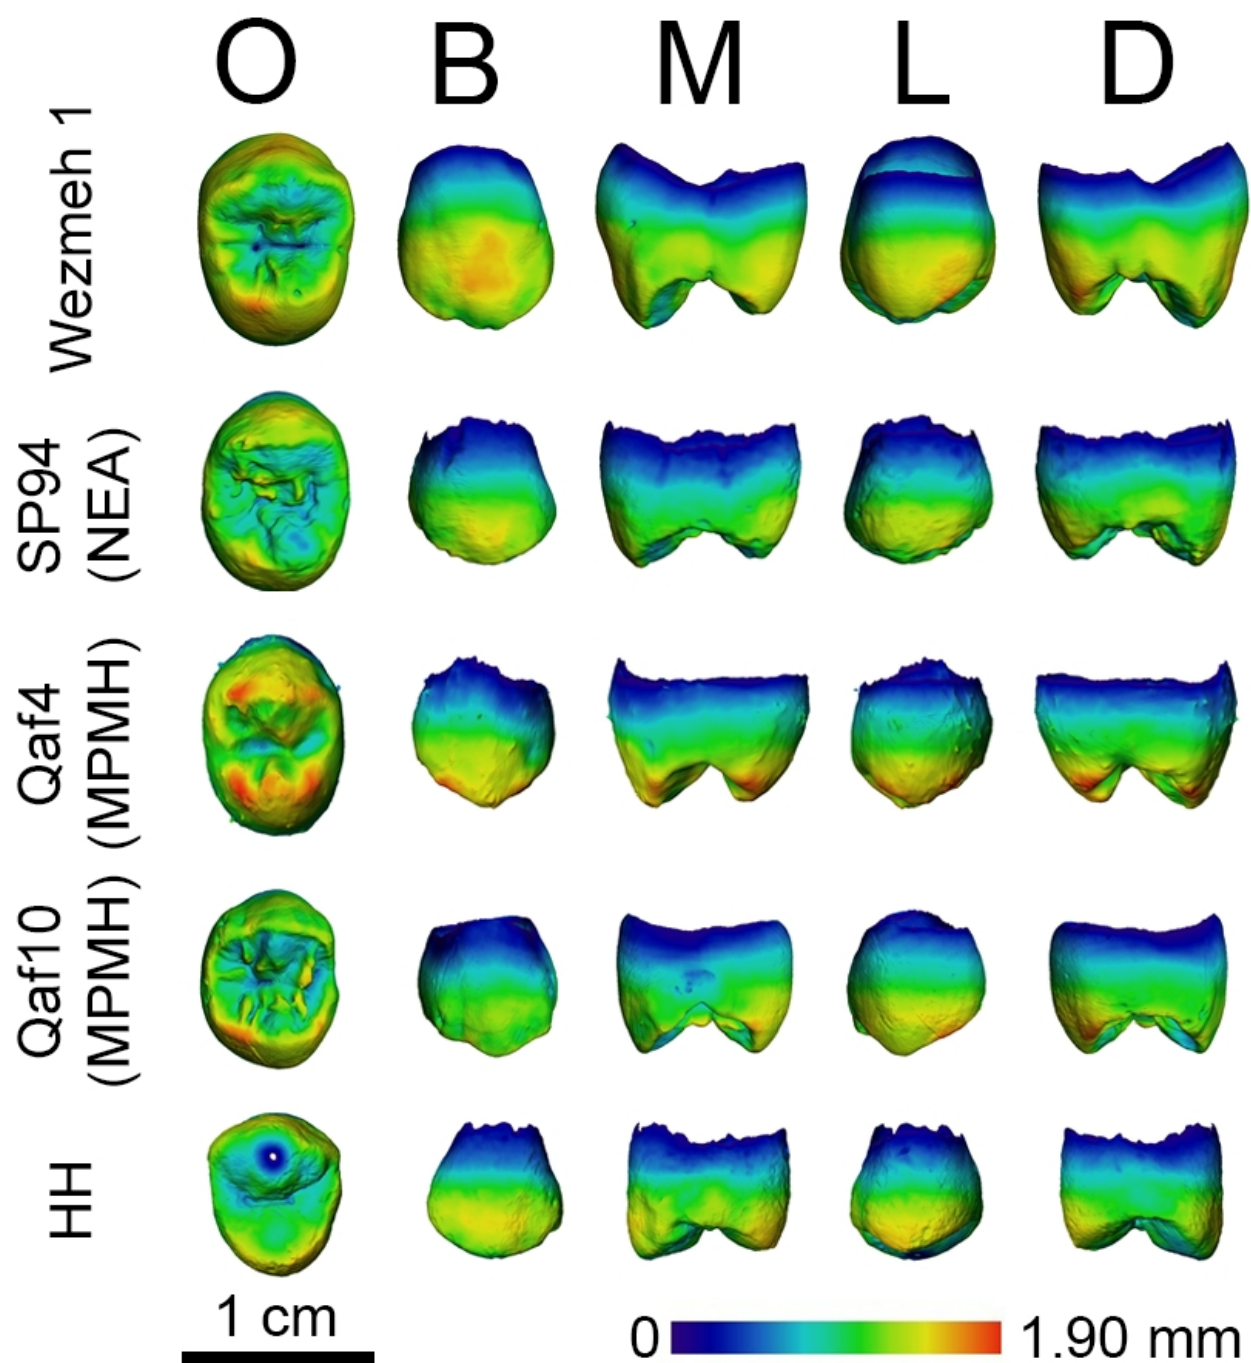 O B M L D
Wezmeh 1
SP94
(NEA)
Qaf4
(MPMH)
Qaf10
(MPMH)
HH
1 cm
0 1.90 mm